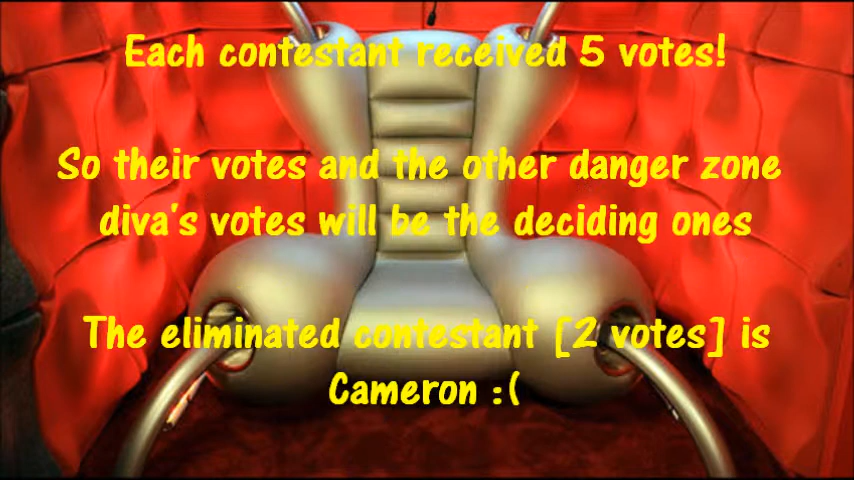 Each contestant received 5 votes!
So their votes and the other danger zone
diva's votes will be the deciding ones
The eliminated contestant [2 votes] is
Cameron :(